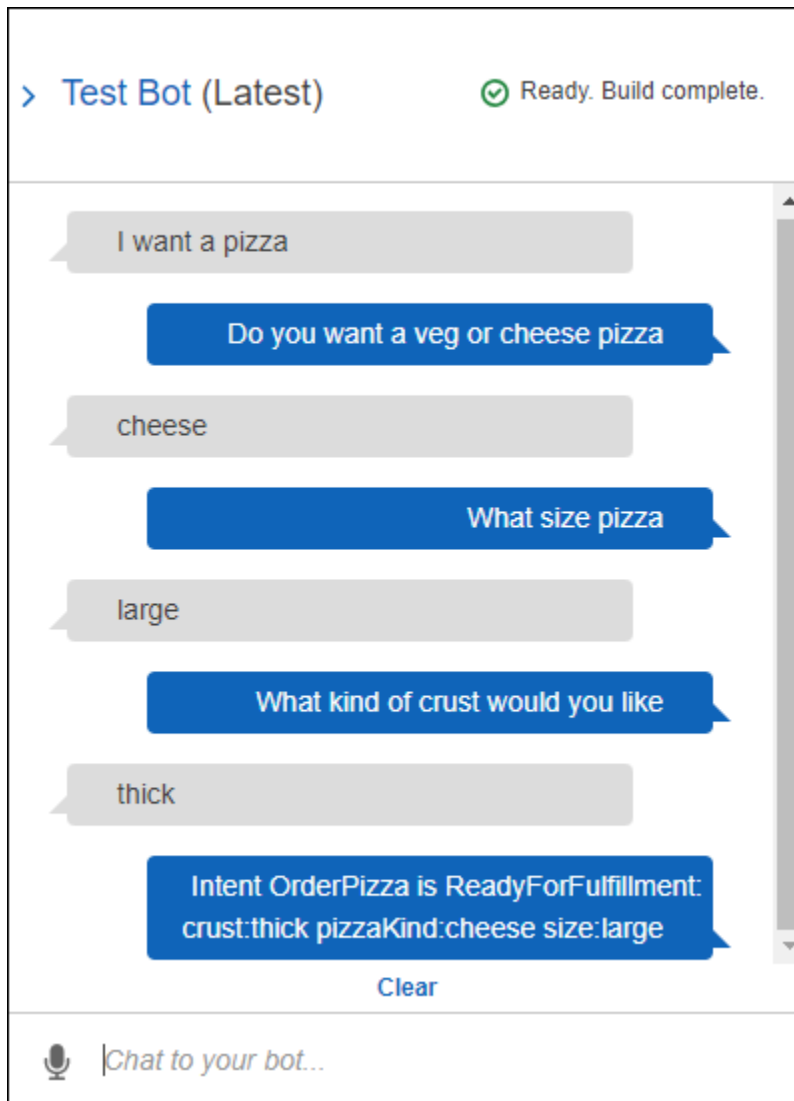 > Test Bot (Latest) Ready. Build complete.
I want a pizza
Do you want a veg or cheese pizza
cheese
What size pizza
large
What kind of crust would you like
thick
Intent OrderPizza is ReadyForFulfillment:
crust:thick pizzaKind:cheese size:large
Clear
Chat to your bot...